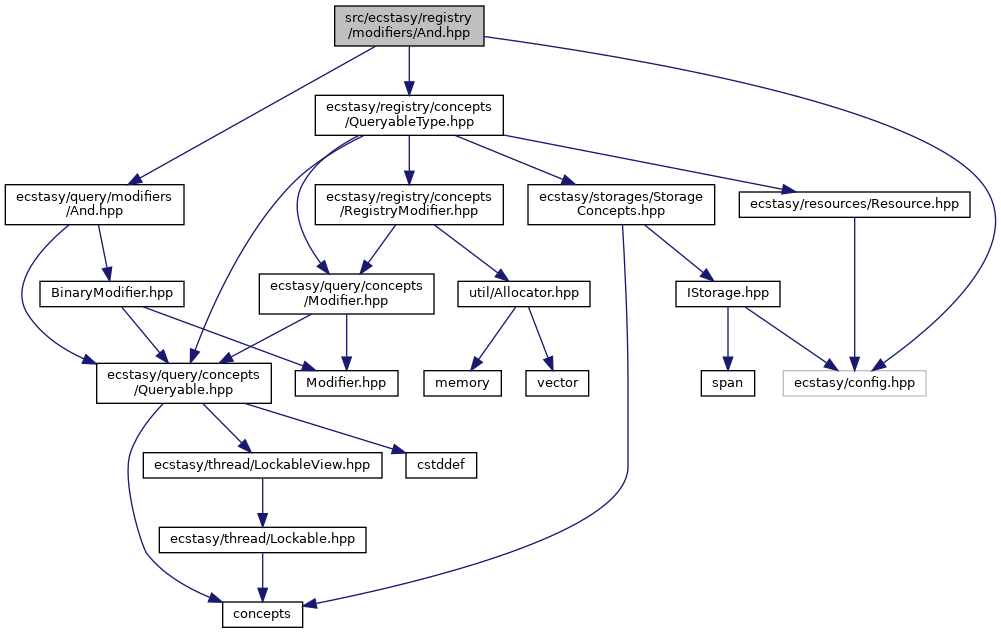 src/ecstasy/registry
/modifiers/And.hpp
ecstasy/registry/concepts
/QueryableType.hpp
ecstasy/query/modifiers
/And.hpp
ecstasy/registry/concepts
/RegistryModifier.hpp
ecstasy/storages/Storage
Concepts.hpp
ecstasy/resources/Resource.hpp
BinaryModifier.hpp
ecstasy/query/concepts
/Modifier.hpp
util/Allocator.hpp
IStorage.hpp
ecstasy/query/concepts
/Queryable.hpp
Modifier.hpp
memory
vector
span
ecstasy/config.hpp
ecstasy/thread/LockableView.hpp
cstddef
ecstasy/thread/Lockable.hpp
concepts